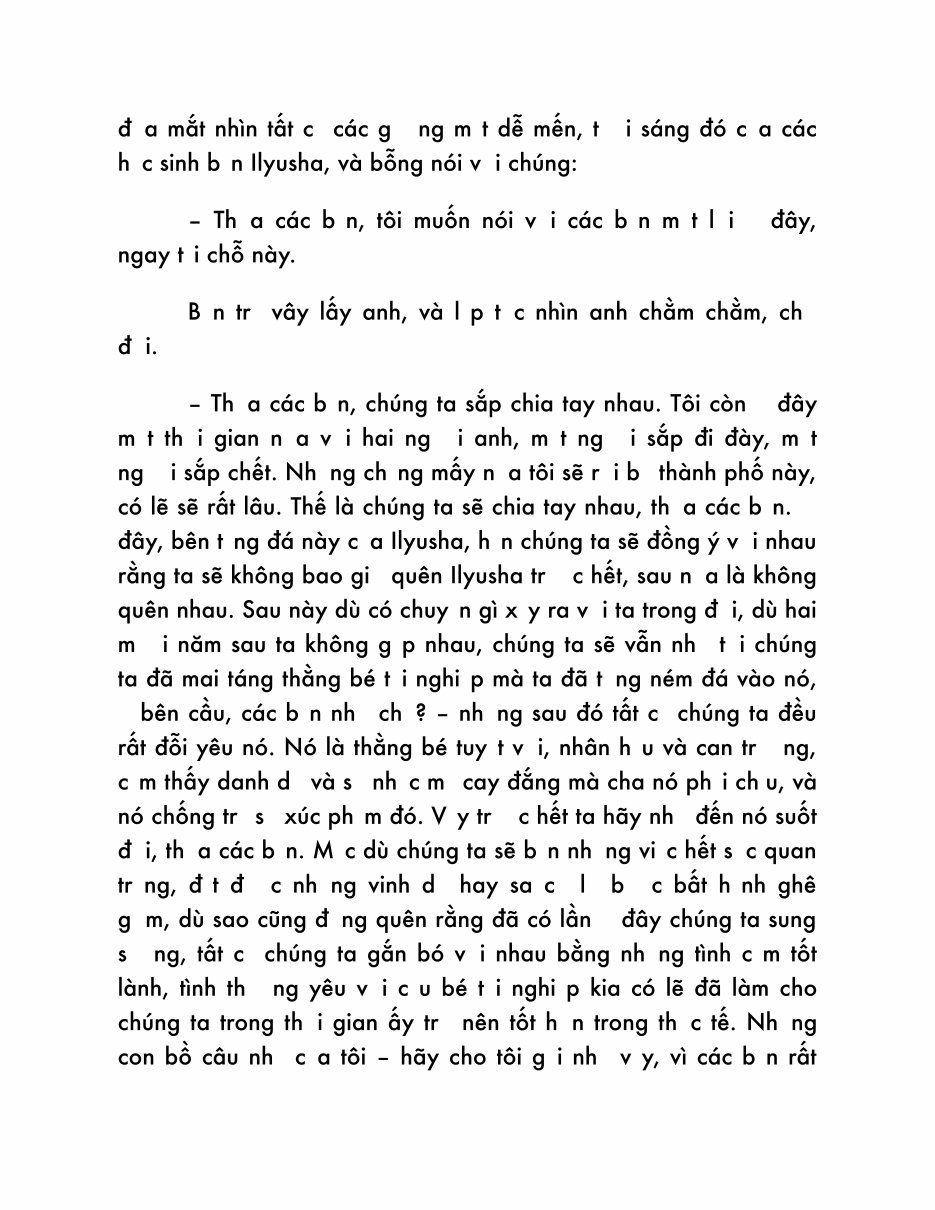 đ a mắt nhìn tất c các g ng m t dễ mến, t i sáng đó c a các
h c sinh b n Ilyusha, và bỗng nói v i chúng:
– Th a các b n, tôi muốn nói v i các b n m t l i đây,
ngay t i chỗ này.
B n tr vây lấy anh, và l p t c nhìn anh chằm chằm, ch
đ i.
– Th a các b n, chúng ta sắp chia tay nhau. Tôi còn đây
m t th i gian n a v i hai ng i anh, m t ng i sắp đi đày, m t
ng i sắp chết. Nh ng ch ng mấy n a tôi sẽ r i b thành phố này,
có lẽ sẽ rất lâu. Thế là chúng ta sẽ chia tay nhau, th a các b n.
đây, bên t ng đá này c a Ilyusha, h n chúng ta sẽ đồng ý v i nhau
rằng ta sẽ không bao gi quên Ilyusha tr c hết, sau n a là không
quên nhau. Sau này dù có chuy n gì x y ra v i ta trong đ i, dù hai
m i năm sau ta không g p nhau, chúng ta sẽ vẫn nh t i chúng
ta đã mai táng thằng bé t i nghi p mà ta đã t ng ném đá vào nó,
bên cầu, các b n nh ch ? – nh ng sau đó tất c chúng ta đều
rất đỗi yêu nó. Nó là thằng bé tuy t v i, nhân h u và can tr ng,
c m thấy danh d và s nh c m cay đắng mà cha nó ph i ch u, và
nó chống tr s xúc ph m đó. V y tr c hết ta hãy nh đến nó suốt
đ i, th a các b n. M c dù chúng ta sẽ b n nh ng vi c hết s c quan
tr ng, đ t đ c nh ng vinh d hay sa c l b c bất h nh ghê
g m, dù sao cũng đ ng quên rằng đã có lần đây chúng ta sung
s ng, tất c chúng ta gắn bó v i nhau bằng nh ng tình c m tốt
lành, tình th ng yêu v i c u bé t i nghi p kia có lẽ đã làm cho
chúng ta trong th i gian ấy tr nên tốt h n trong th c tế. Nh ng
con bồ câu nh c a tôi – hãy cho tôi g i nh v y, vì các b n rất